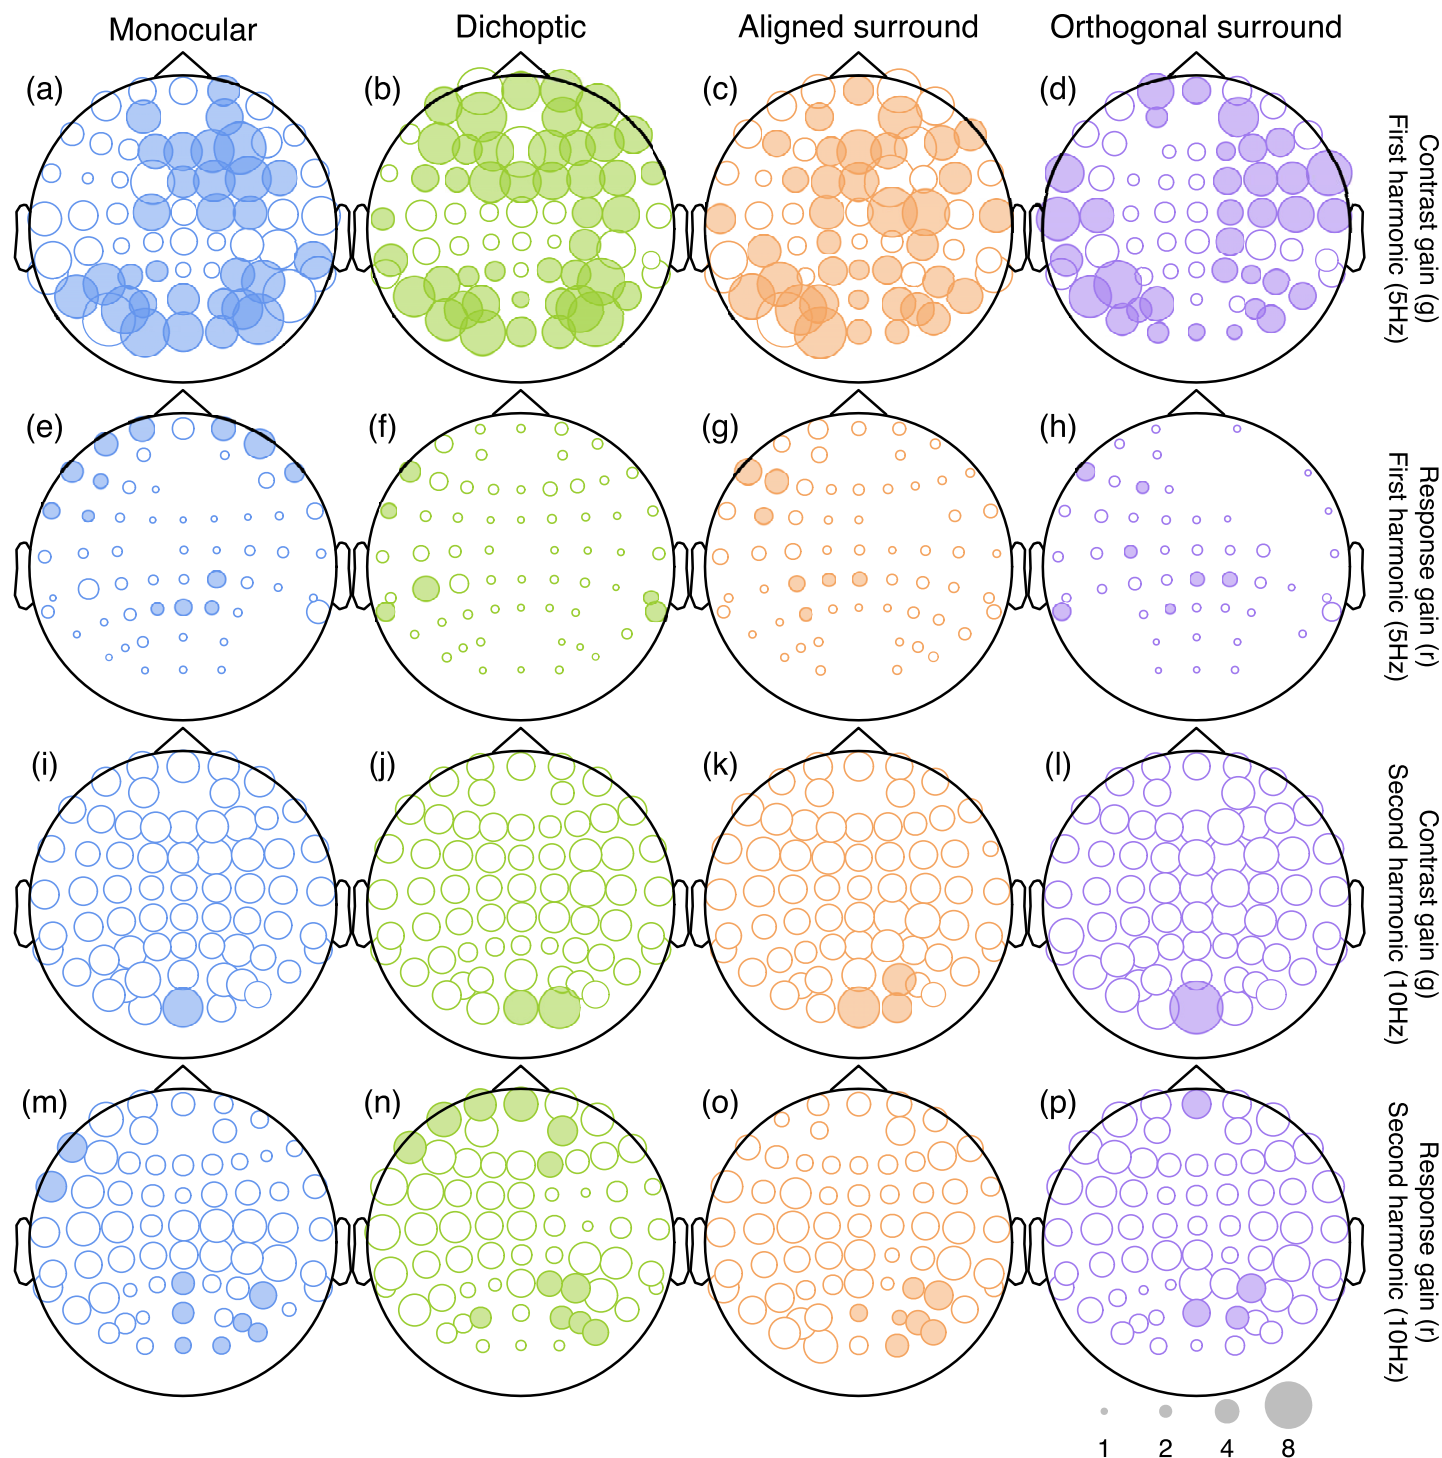 Monocular Dichoptic Aligned surround Orthogonal surround
(a) (b) (c) (d)
Contrast gain (g)
First harmonic (5Hz)
(e) (f) (g) (h)
Response gain (r)
First harmonic (5Hz)
(i) (j) (k) (l)
Contrast gain (g)
Second harmonic (10Hz)
(m) (n) (o) (p)
Response gain (r)
Second harmonic (10Hz)
1 2 4 8